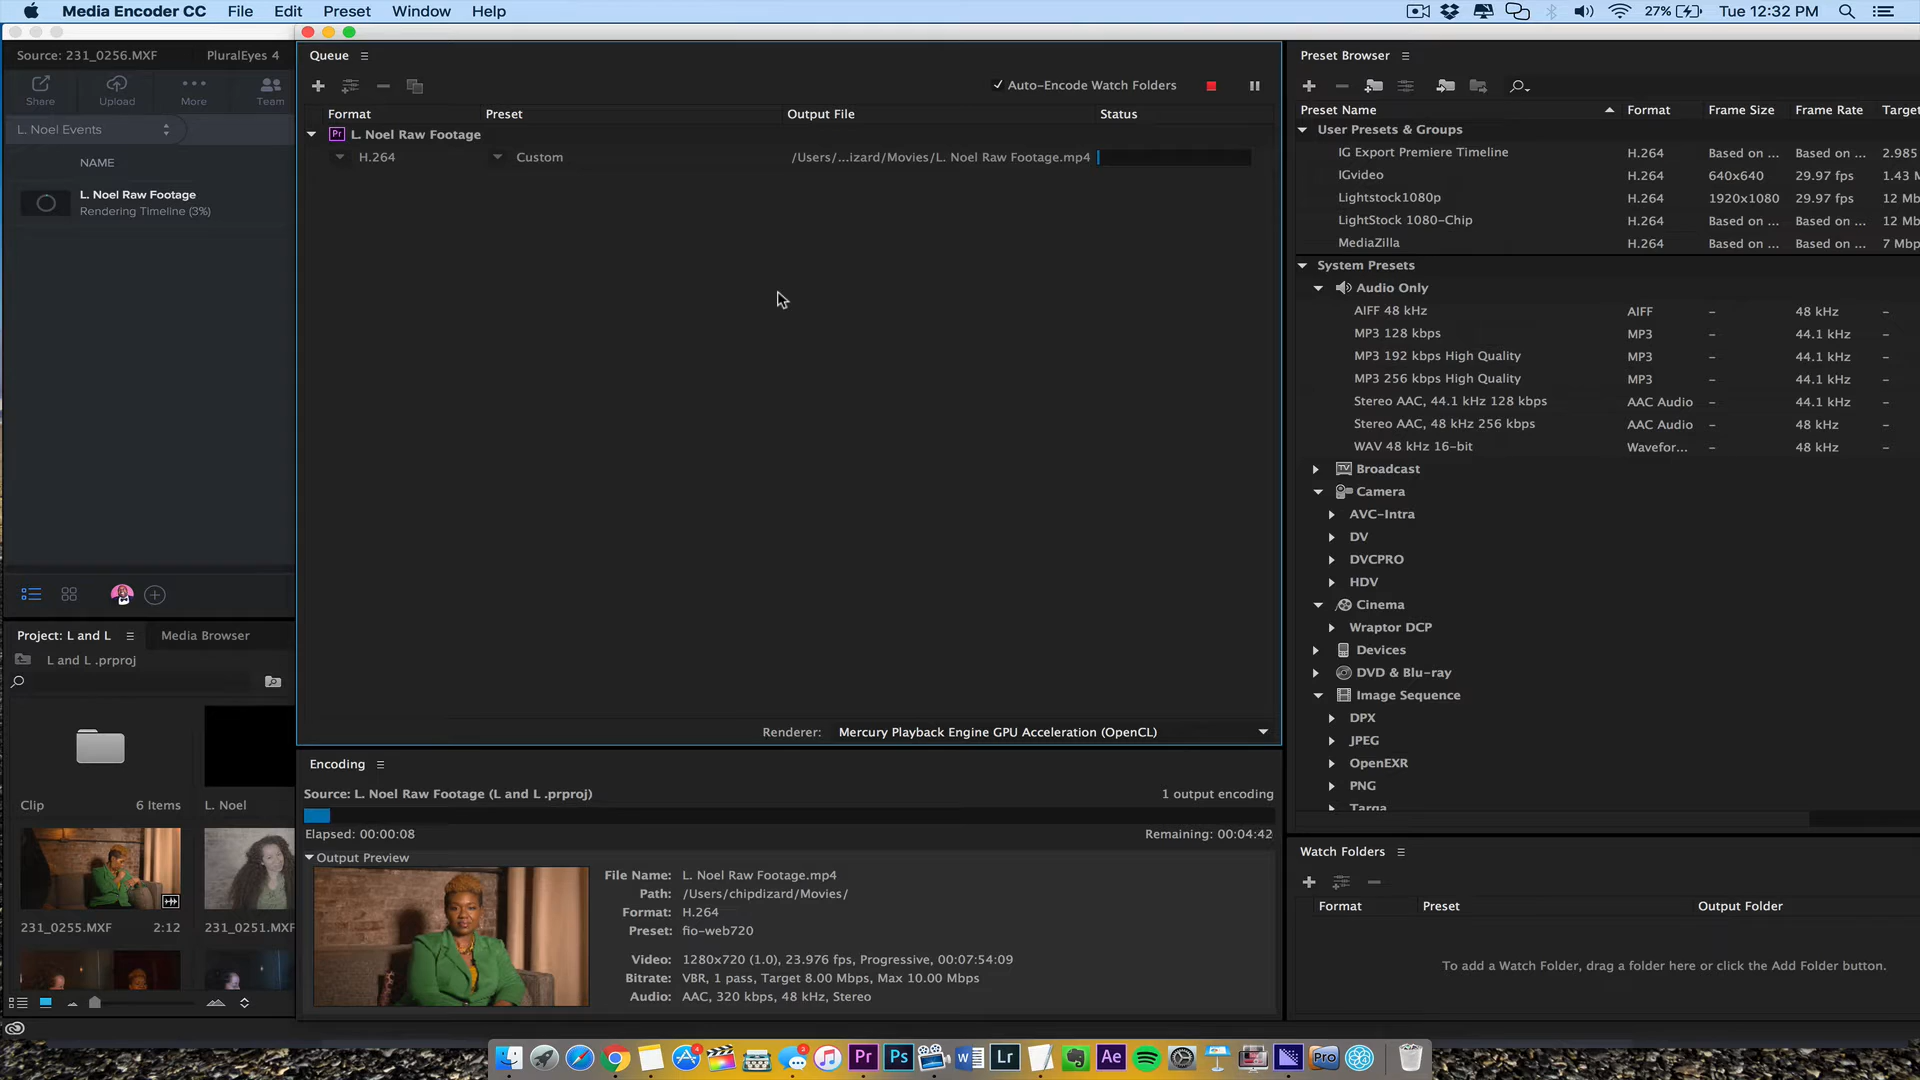 Media Encoder CC File Edit Preset Window Help
27% Tue 12:32 PM
Source: 231_0256.MXF PluralEyes 4
Share Upload More Team
L. Noel Events
NAME
L. Noel Raw Footage
Rendering Timeline (3%)
Project: L and L Media Browser
L and L .prproj
Clip 6 Items L. Noel
231_0255.MXF 2:12 231_0251.MXF
Queue
Auto-Encode Watch Folders
Format Preset Output File Status
Pr L. Noel Raw Footage
H.264 Custom /Users/...izard/Movies/L. Noel Raw Footage.mp4
Renderer: Mercury Playback Engine GPU Acceleration (OpenCL)
Encoding
Source: L. Noel Raw Footage (L and L .prproj) 1 output encoding
Elapsed: 00:00:08 Remaining: 00:04:42
Output Preview
File Name: L. Noel Raw Footage.mp4
Path: /Users/chipdizard/Movies/
Format: H.264
Preset: fio-web720
Video: 1280x720 (1.0), 23.976 fps, Progressive, 00:07:54:09
Bitrate: VBR, 1 pass, Target 8.00 Mbps, Max 10.00 Mbps
Audio: AAC, 320 kbps, 48 kHz, Stereo
Preset Browser
Preset Name Format Frame Size Frame Rate Target
User Presets & Groups
IG Export Premiere Timeline H.264 Based on ... Based on ... 2.985
IGvideo H.264 640x640 29.97 fps 1.43 M
Lightstock1080p H.264 1920x1080 29.97 fps 12 Mb
LightStock 1080-Chip H.264 Based on ... Based on ... 12 Mb
MediaZilla H.264 Based on ... Based on ... 7 Mbp
System Presets
Audio Only
AIFF 48 kHz AIFF – 48 kHz –
MP3 128 kbps MP3 – 44.1 kHz –
MP3 192 kbps High Quality MP3 – 44.1 kHz –
MP3 256 kbps High Quality MP3 – 44.1 kHz –
Stereo AAC, 44.1 kHz 128 kbps AAC Audio – 44.1 kHz –
Stereo AAC, 48 kHz 256 kbps AAC Audio – 48 kHz –
WAV 48 kHz 16-bit Wavefor... – 48 kHz –
TV Broadcast
Camera
AVC-Intra
DV
DVCPRO
HDV
Cinema
Wraptor DCP
Devices
DVD & Blu-ray
Image Sequence
DPX
JPEG
OpenEXR
PNG
Targa
Watch Folders
Format Preset Output Folder
To add a Watch Folder, drag a folder here or click the Add Folder button.
Pr Ps Lr Ae Pro